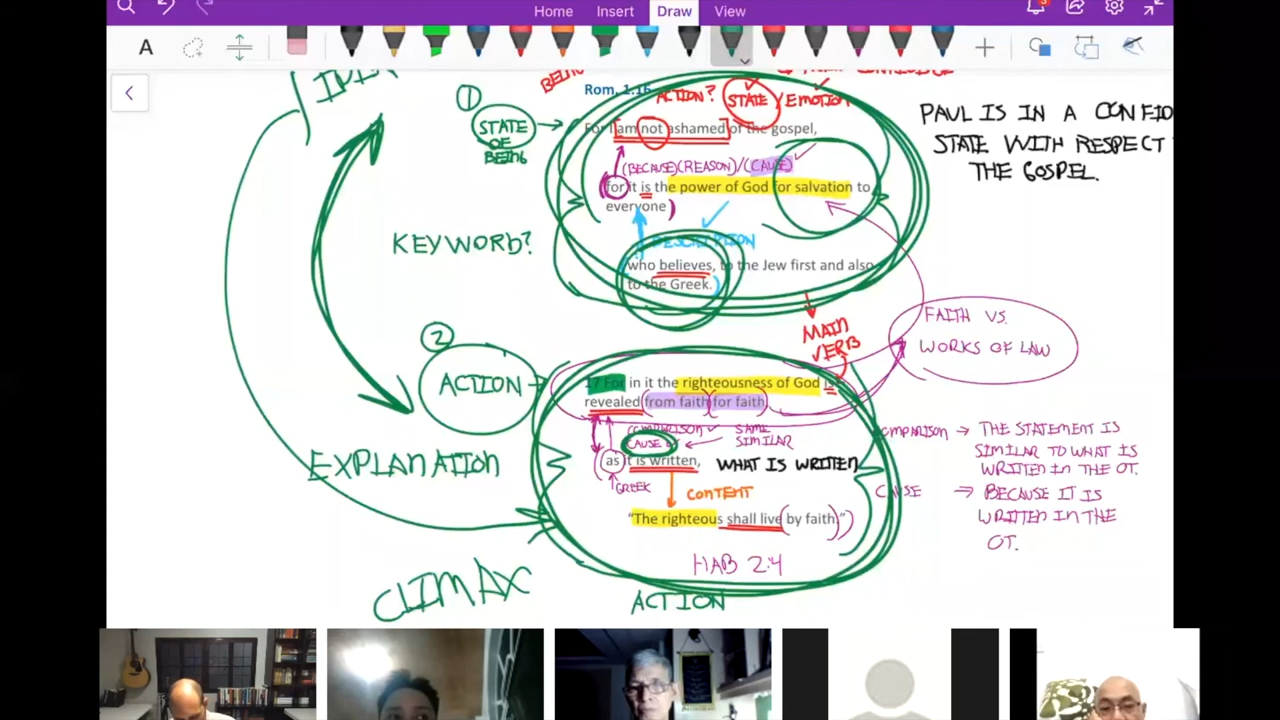 Home Insert Draw View
A
Rom. 1:16
ACTION? STATE / EMOTION
① STATE OF BEING
For I am not ashamed of the gospel,
(BECAUSE)(REASON)/(CAUSE)
for it is the power of God for salvation to
everyone
DESCRIPTION
who believes, to the Jew first and also
to the Greek.
PAUL IS IN A CONFID
STATE WITH RESPECT
THE GOSPEL.
KEYWORD?
MAIN
VERB
FAITH VS.
WORKS OF LAW
② ACTION
17 For in it the righteousness of God is
revealed (from faith)(for faith)
COMPARISON SAME
CAUSE SIMILAR
(as it is written, WHAT IS WRITTEN
GREEK
CONTENT
"The righteous shall live (by faith.")
HAB 2:4
EXPLANATION
CLIMAX
ACTION
OMPARISON → THE STATEMENT IS
SIMILAR TO WHAT IS
WRITTEN IN THE OT.
CAUSE → BECAUSE IT IS
WRITTEN IN THE
OT.